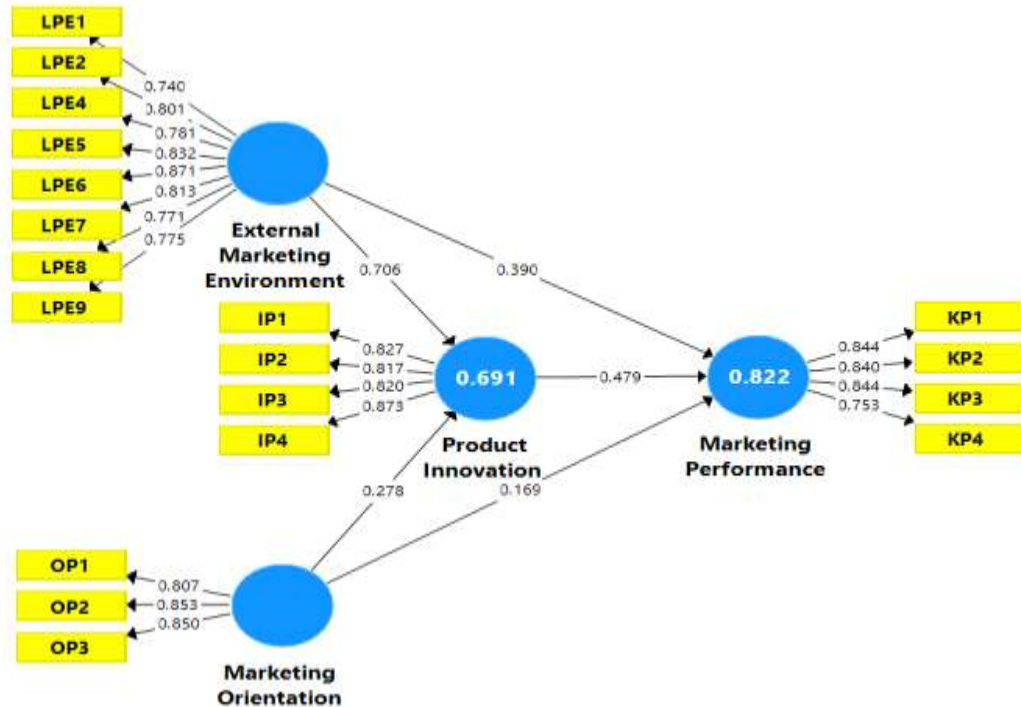 LPE1
LPE2
LPE4
LPE5
LPE6
LPE7
LPE8
LPE9
0.740
0.801
0.781
0.832
0.871
0.813
0.771
0.775
External
Marketing
Environment
0.706
0.390
IP1
IP2
IP3
IP4
0.827
0.817
0.820
0.873
0.691
Product
Innovation
0.479
0.822
Marketing
Performance
0.844
0.840
0.844
0.753
KP1
KP2
KP3
KP4
0.278
0.169
OP1
OP2
OP3
0.807
0.853
0.850
Marketing
Orientation